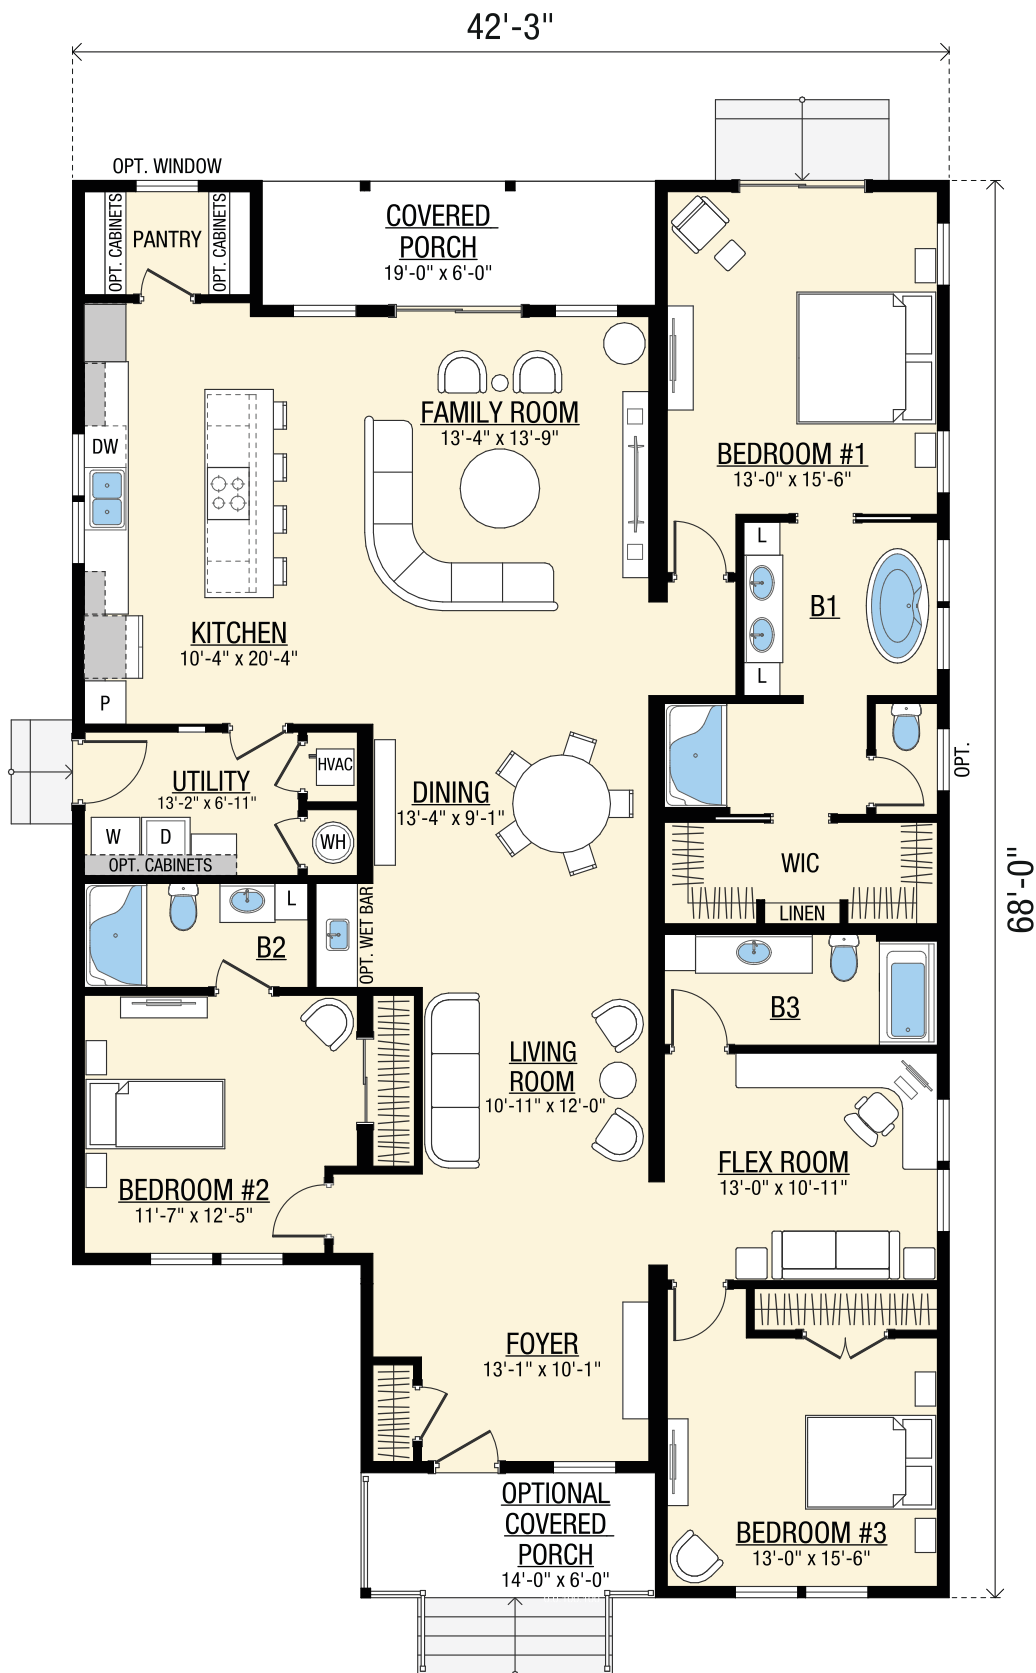 42'-3"
OPT. WINDOW
OPT. CABINETS
PANTRY
OPT. CABINETS
COVERED
PORCH
19'-0" x 6'-0"
FAMILY ROOM
13'-4" x 13'-9"
DW
BEDROOM #1
13'-0" x 15'-6"
L
B1
KITCHEN
10'-4" x 20'-4"
L
P
OPT.
UTILITY
13'-2" x 6'-11"
HVAC
DINING
13'-4" x 9'-1"
W
D
WH
OPT. CABINETS
WIC
LINEN
68'-0"
L
B2
OPT. WET BAR
B3
LIVING
ROOM
10'-11" x 12'-0"
BEDROOM #2
11'-7" x 12'-5"
FLEX ROOM
13'-0" x 10'-11"
FOYER
13'-1" x 10'-1"
OPTIONAL
COVERED
PORCH
14'-0" x 6'-0"
BEDROOM #3
13'-0" x 15'-6"